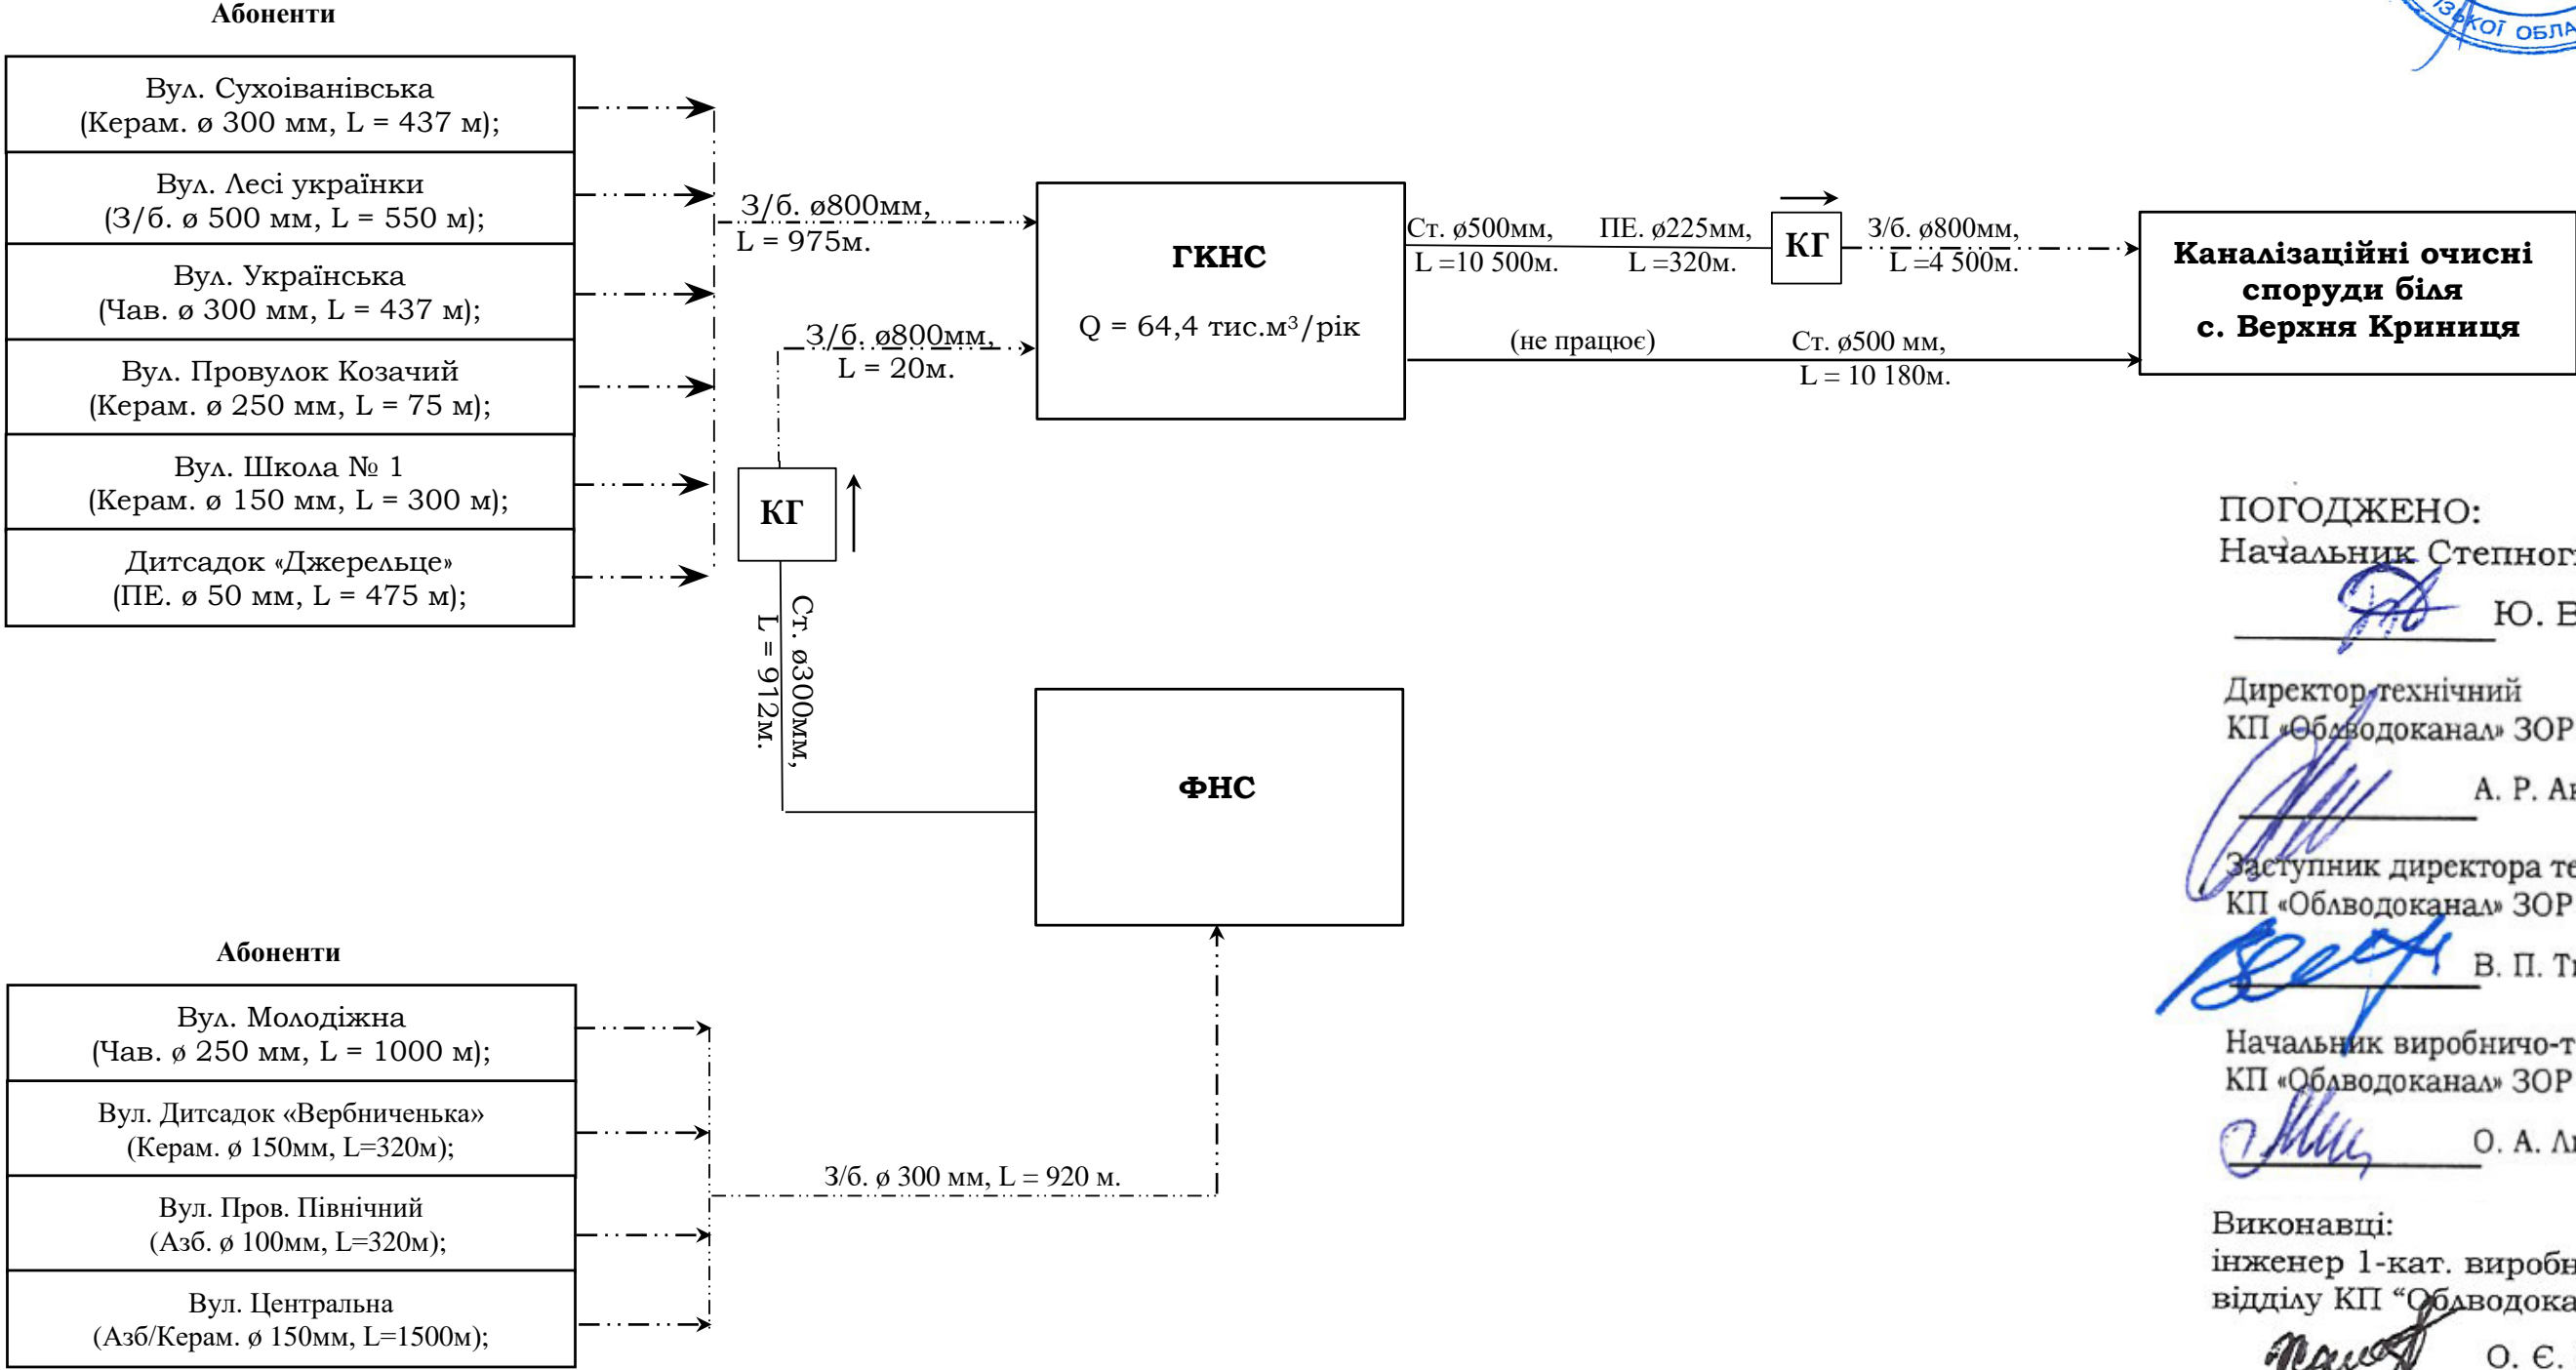 Абоненти
Вул. Сухоіванівська
(Керам. ø 300 мм, L = 437 м);
Вул. Лесі українки
(З/б. ø 500 мм, L = 550 м);
Вул. Українська
(Чав. ø 300 мм, L = 437 м);
Вул. Провулок Козачий
(Керам. ø 250 мм, L = 75 м);
Вул. Школа № 1
(Керам. ø 150 мм, L = 300 м);
Дитсадок «Джерельце»
(ПЕ. ø 50 мм, L = 475 м);
З/б. ø800мм,
L = 975м.
З/б. ø800мм,
L = 20м.
КГ
Ст. ø300мм,
L = 912м.
ГКНС
Q = 64,4 тис.м³/рік
Ст. ø500мм,
L =10 500м.
ПЕ. ø225мм,
L =320м.
КГ
З/б. ø800мм,
L =4 500м.
(не працює)
Ст. ø500 мм,
L = 10 180м.
Каналізаційні очисні
споруди біля
с. Верхня Криниця
ФНС
Абоненти
Вул. Молодіжна
(Чав. ø 250 мм, L = 1000 м);
Вул. Дитсадок «Вербниченька»
(Керам. ø 150мм, L=320м);
Вул. Пров. Північний
(Азб. ø 100мм, L=320м);
Вул. Центральна
(Азб/Керам. ø 150мм, L=1500м);
З/б. ø 300 мм, L = 920 м.
ПОГОДЖЕНО:
Начальник Степног
Ю. В
Директор технічний
КП «Облводоканал» ЗОР
А. Р. Ак
Заступник директора те
КП «Облводоканал» ЗОР
В. П. Ти
Начальник виробничо-т
КП «Облводоканал» ЗОР
О. А.
Виконавці:
інженер 1-кат. виробн
відділу КП “Облводока
О. Є.
ІЗЬКОЇ ОБЛА